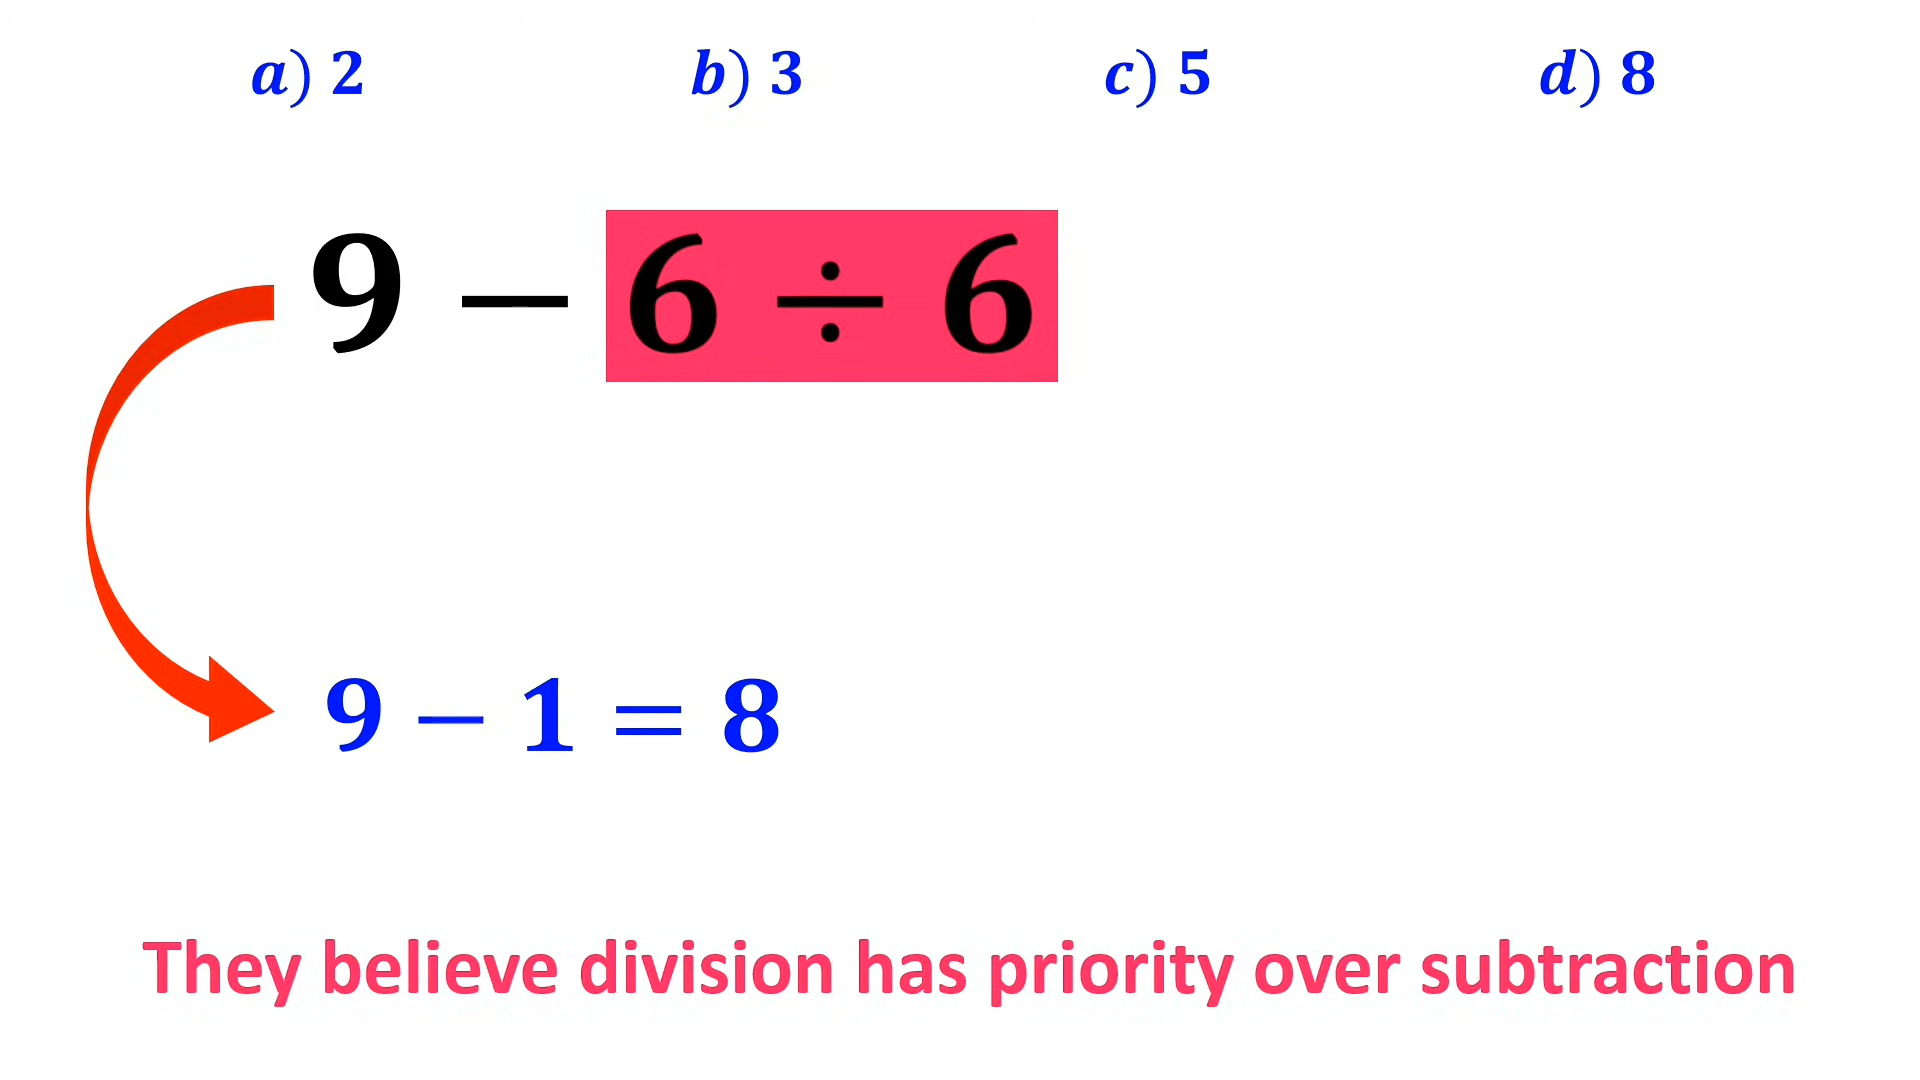 a) 2 b) 3 c) 5 d) 8
9 − 6 ÷ 6
9 − 1 = 8
They believe division has priority over subtraction